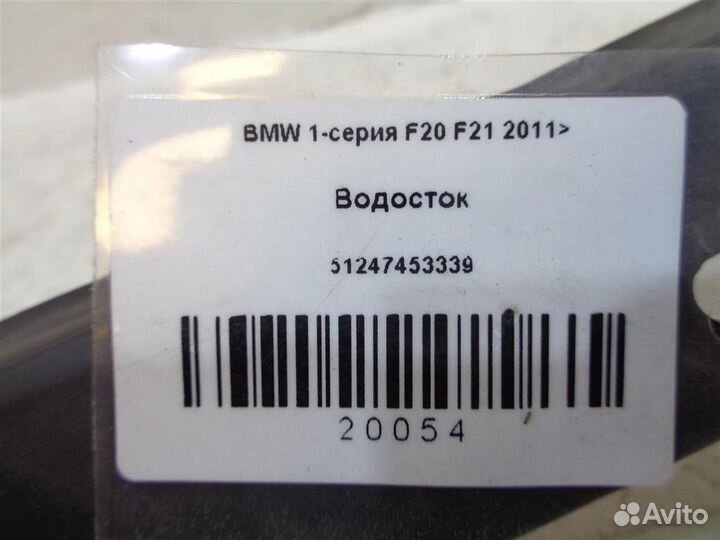 BMW 1-серия F20 F21 2011>
Водосток
51247453339
20054
Avito